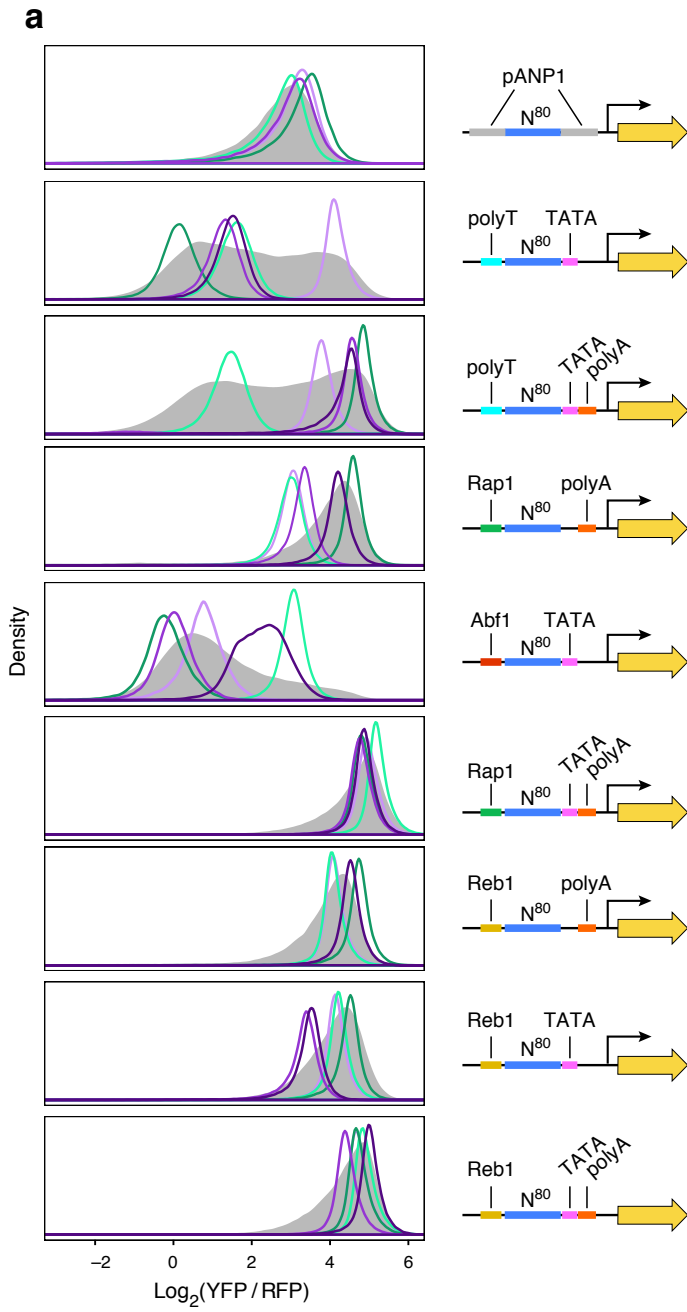 a
pANP1
N80
polyT TATA
N80
polyT TATA polyA
N80
Rap1 polyA
N80
Density
Abf1 TATA
N80
Rap1 TATA polyA
N80
Reb1 polyA
N80
Reb1 TATA
N80
Reb1 TATA polyA
N80
−2 0 2 4 6
Log2(YFP / RFP)